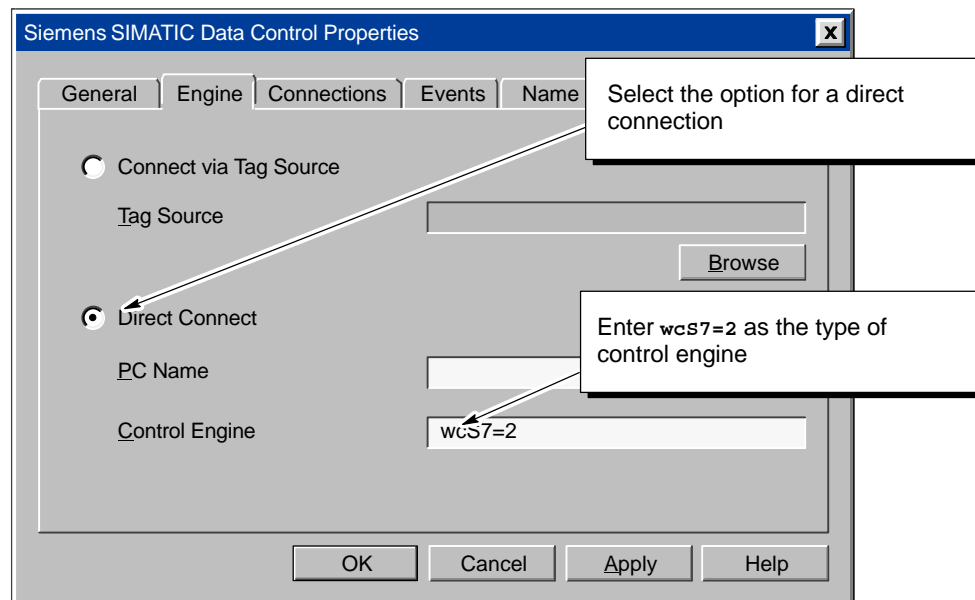 Siemens SIMATIC Data Control Properties
x
General Engine Connections Events Name
Select the option for a direct
connection
Connect via Tag Source
Tag Source
Browse
Direct Connect
Enter wcS7=2 as the type of
control engine
PC Name
Control Engine wcS7=2
OK Cancel Apply Help